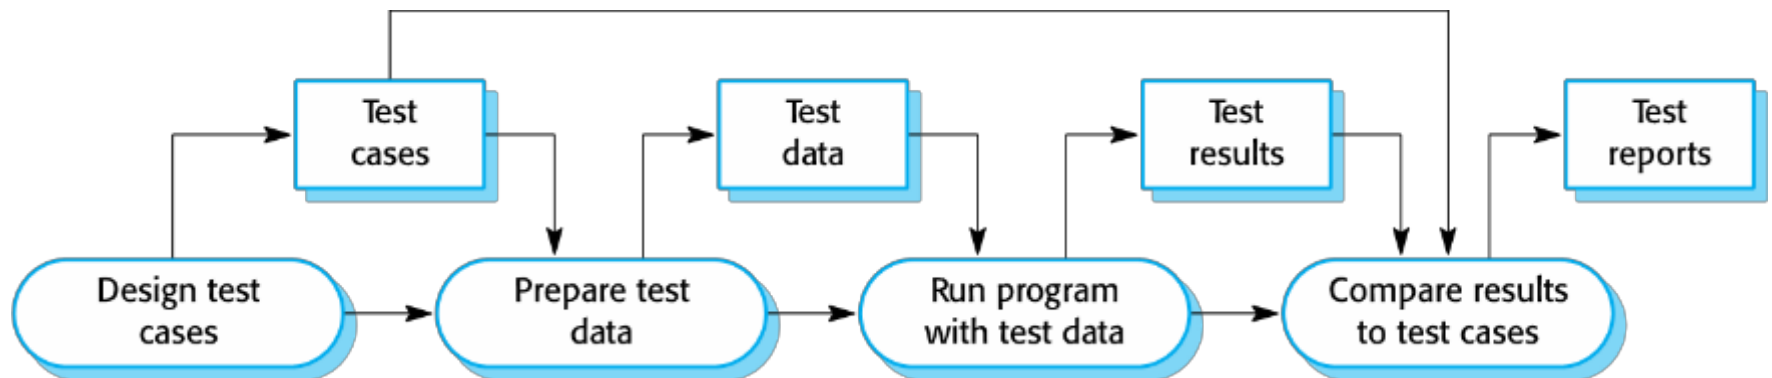 Test
cases
Test
data
Test
results
Test
reports
Design test
cases
Prepare test
data
Run program
with test data
Compare results
to test cases